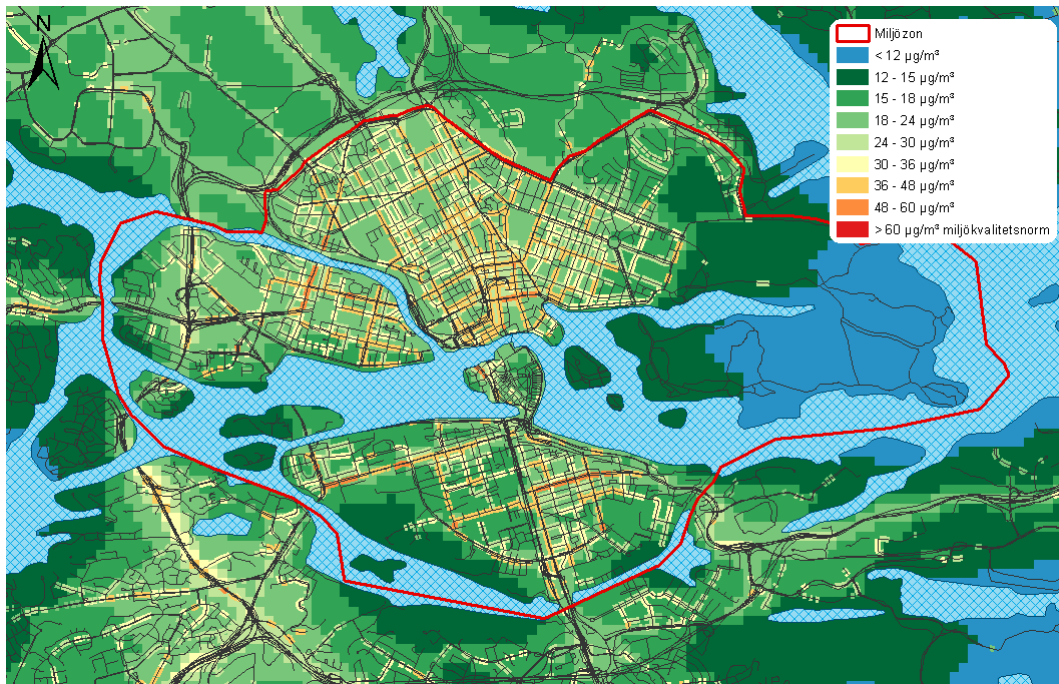 N
Miljözon
< 12 µg/m³
12 - 15 µg/m³
15 - 18 µg/m³
18 - 24 µg/m³
24 - 30 µg/m³
30 - 36 µg/m³
36 - 48 µg/m³
48 - 60 µg/m³
> 60 µg/m³ miljökvalitetsnorm